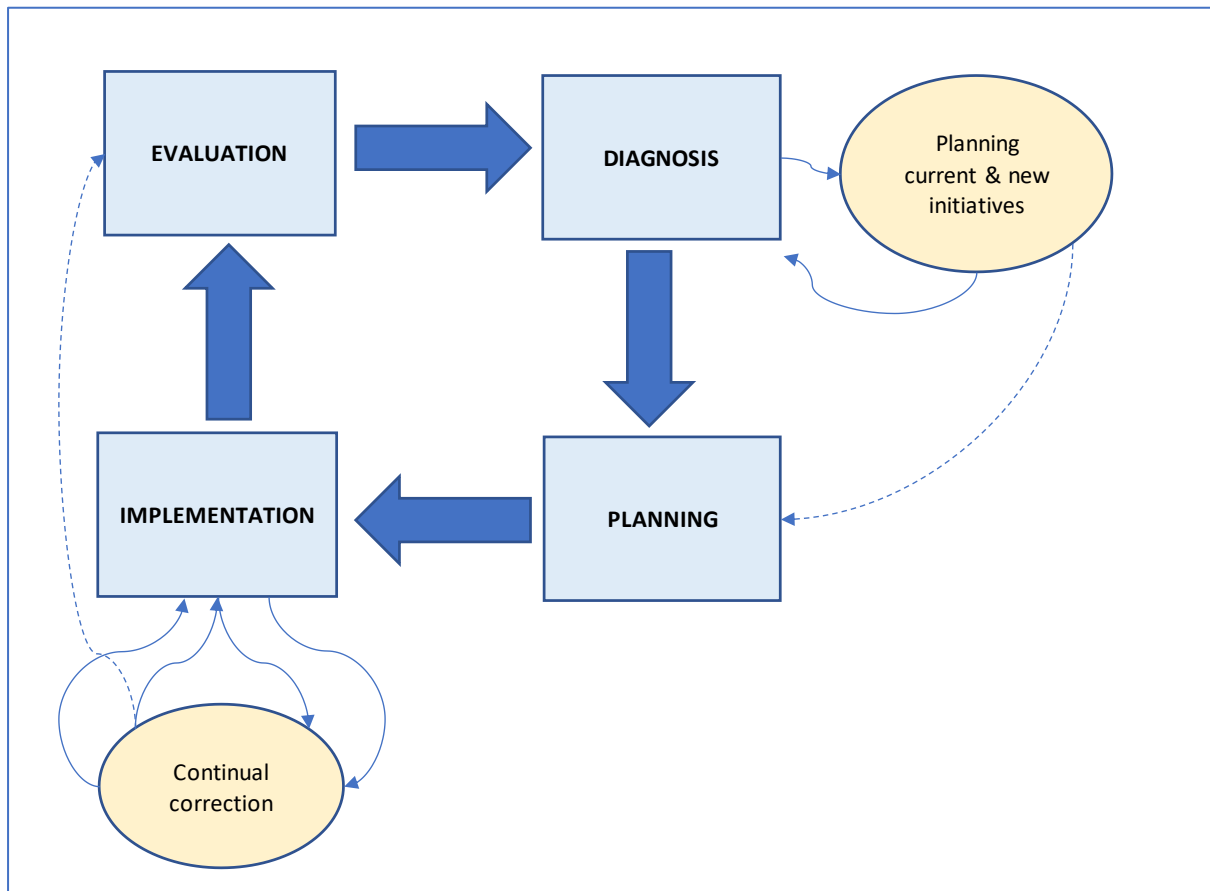 EVALUATION
DIAGNOSIS
Planning
current & new
initiatives
IMPLEMENTATION
PLANNING
Continual
correction